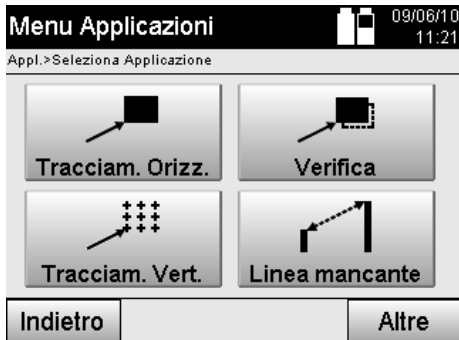 Menu Applicazioni
09/06/10
11:21
Appl.>Seleziona Applicazione
Tracciam. Orizz.
Verifica
Tracciam. Vert.
Linea mancante
Indietro
Altre